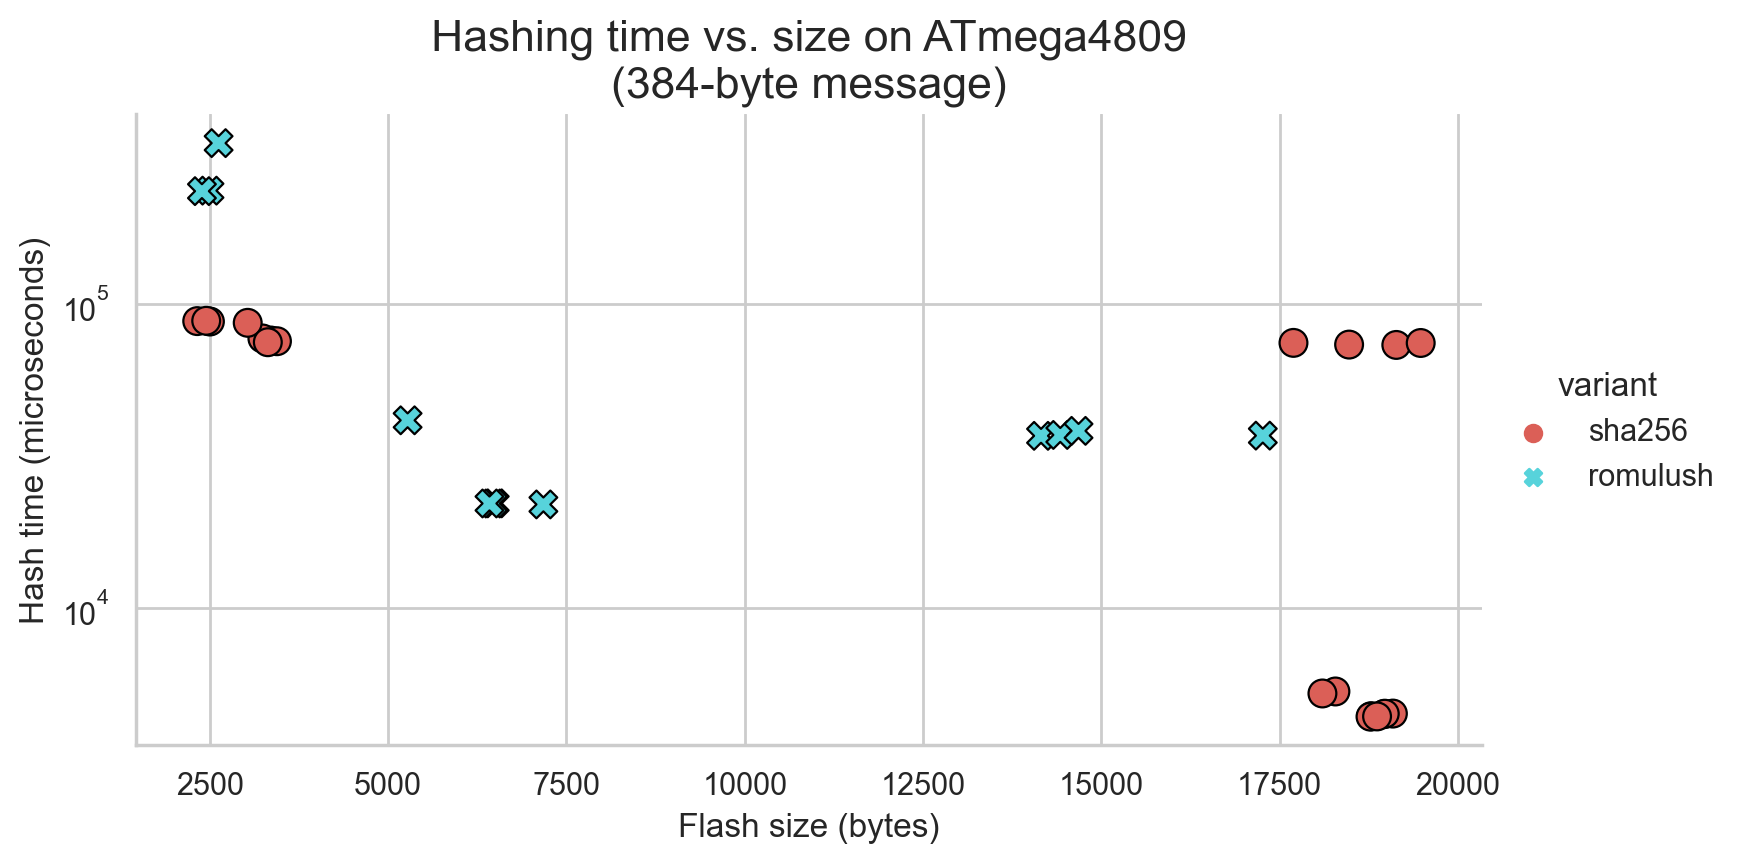 Hashing time vs. size on ATmega4809
(384-byte message)
Hash time (microseconds)
10^5
10^4
2500 5000 7500 10000 12500 15000 17500 20000
Flash size (bytes)
variant
sha256
romulush